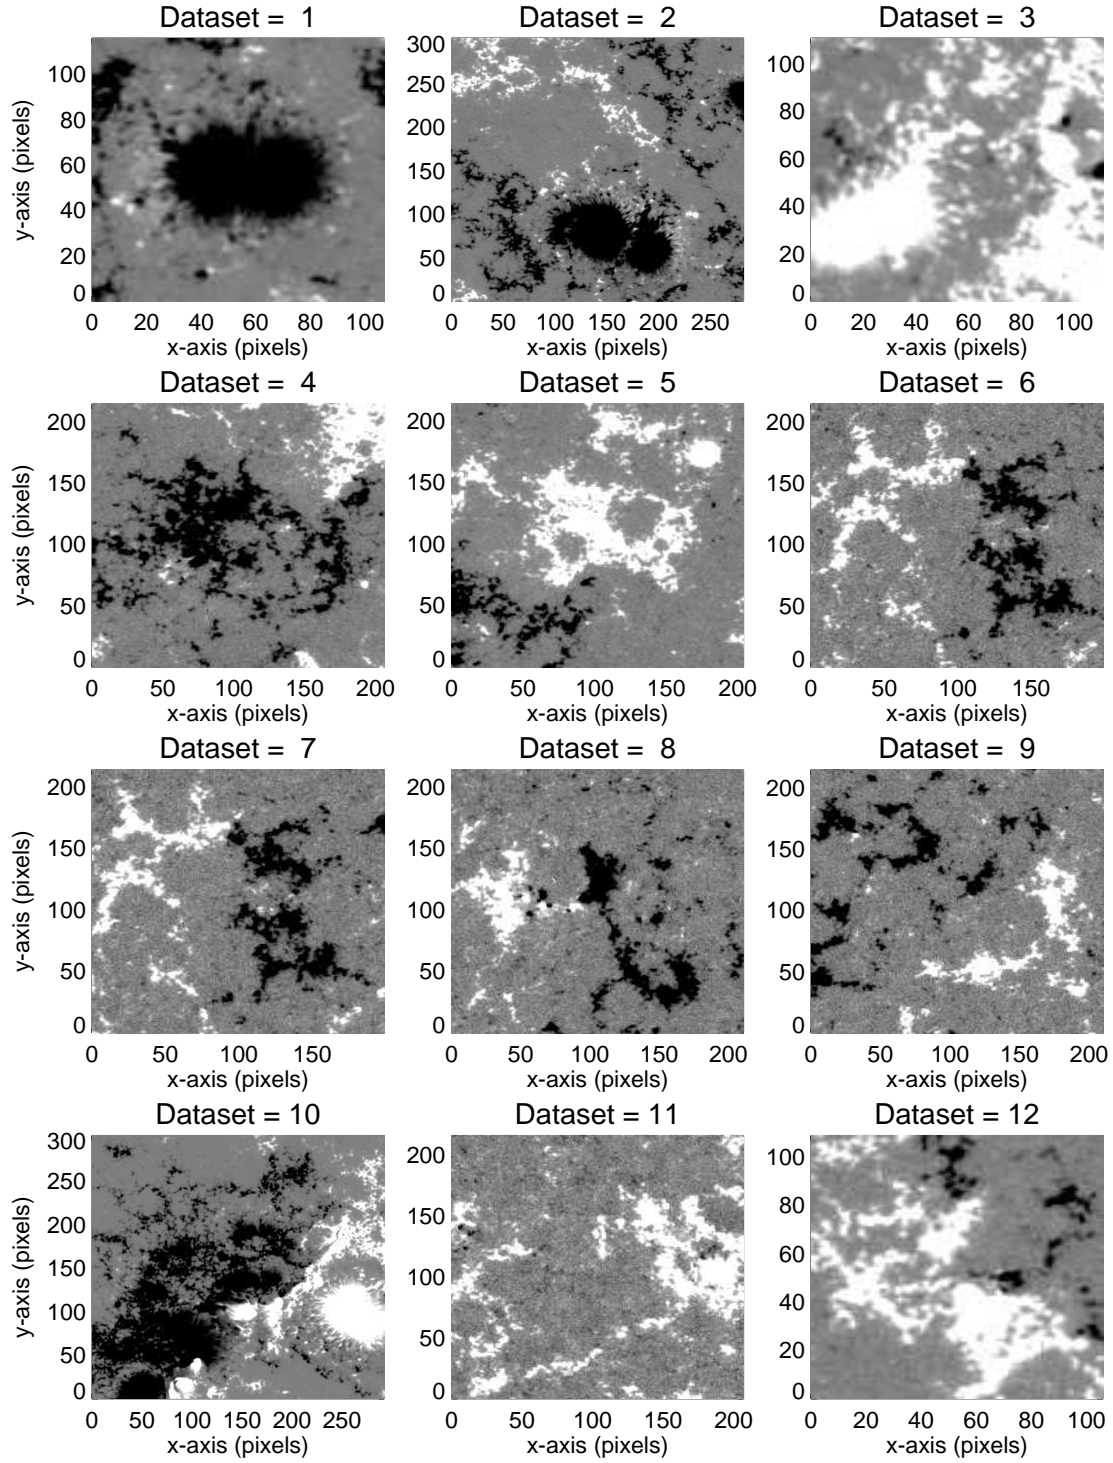 Dataset = 1
Dataset = 2
Dataset = 3
y-axis (pixels)
100
80
60
40
20
0
300
250
200
150
100
50
0
100
80
60
40
20
0
0 20 40 60 80 100
0 50 100 150 200 250
0 20 40 60 80 100
x-axis (pixels)
x-axis (pixels)
x-axis (pixels)
Dataset = 4
Dataset = 5
Dataset = 6
y-axis (pixels)
200
150
100
50
0
200
150
100
50
0
200
150
100
50
0
0 50 100 150 200
0 50 100 150 200
0 50 100 150
x-axis (pixels)
x-axis (pixels)
x-axis (pixels)
Dataset = 7
Dataset = 8
Dataset = 9
y-axis (pixels)
200
150
100
50
0
200
150
100
50
0
200
150
100
50
0
0 50 100 150
0 50 100 150 200
0 50 100 150 200
x-axis (pixels)
x-axis (pixels)
x-axis (pixels)
Dataset = 10
Dataset = 11
Dataset = 12
y-axis (pixels)
300
250
200
150
100
50
0
200
150
100
50
0
100
80
60
40
20
0
0 50 100 150 200 250
0 50 100 150 200
0 20 40 60 80 100
x-axis (pixels)
x-axis (pixels)
x-axis (pixels)